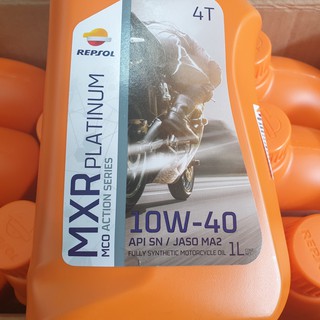 4T
REPSOL
MXR PLATINUM
MCO ACTION SERIES
10W-40
API SN / JASO MA2
FULLY SYNTHETIC MOTORCYCLE OIL
1L